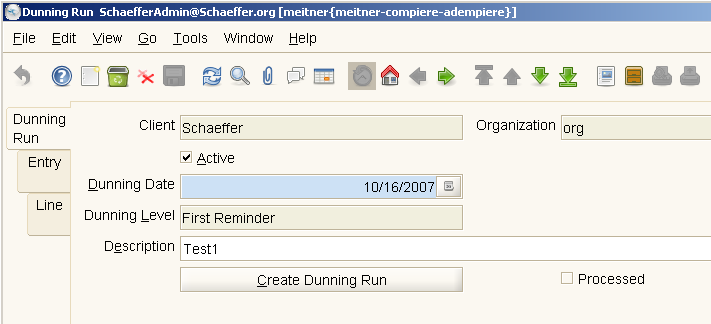 Dunning Run SchaefferAdmin@Schaeffer.org [meitner{meitner-compiere-adempiere}]
File Edit View Go Tools Window Help
Dunning Run
Entry
Line
Client Schaeffer Organization org
Active
Dunning Date 10/16/2007
Dunning Level First Reminder
Description Test1
Create Dunning Run Processed